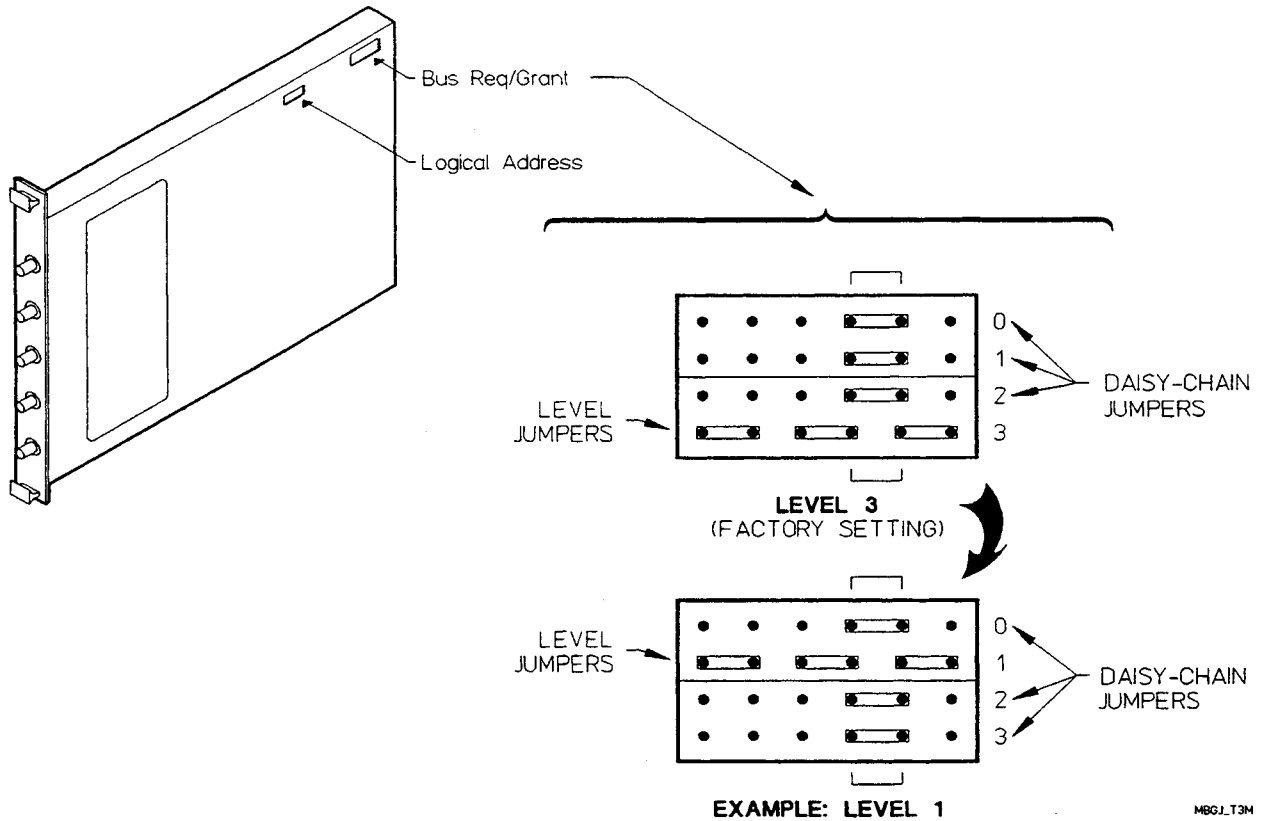 Bus Req/Grant
Logical Address
0
1
2
3
DAISY-CHAIN
JUMPERS
LEVEL
JUMPERS
LEVEL 3
(FACTORY SETTING)
LEVEL
JUMPERS
0
1
2
3
DAISY-CHAIN
JUMPERS
EXAMPLE: LEVEL 1
MBGJ_T3M